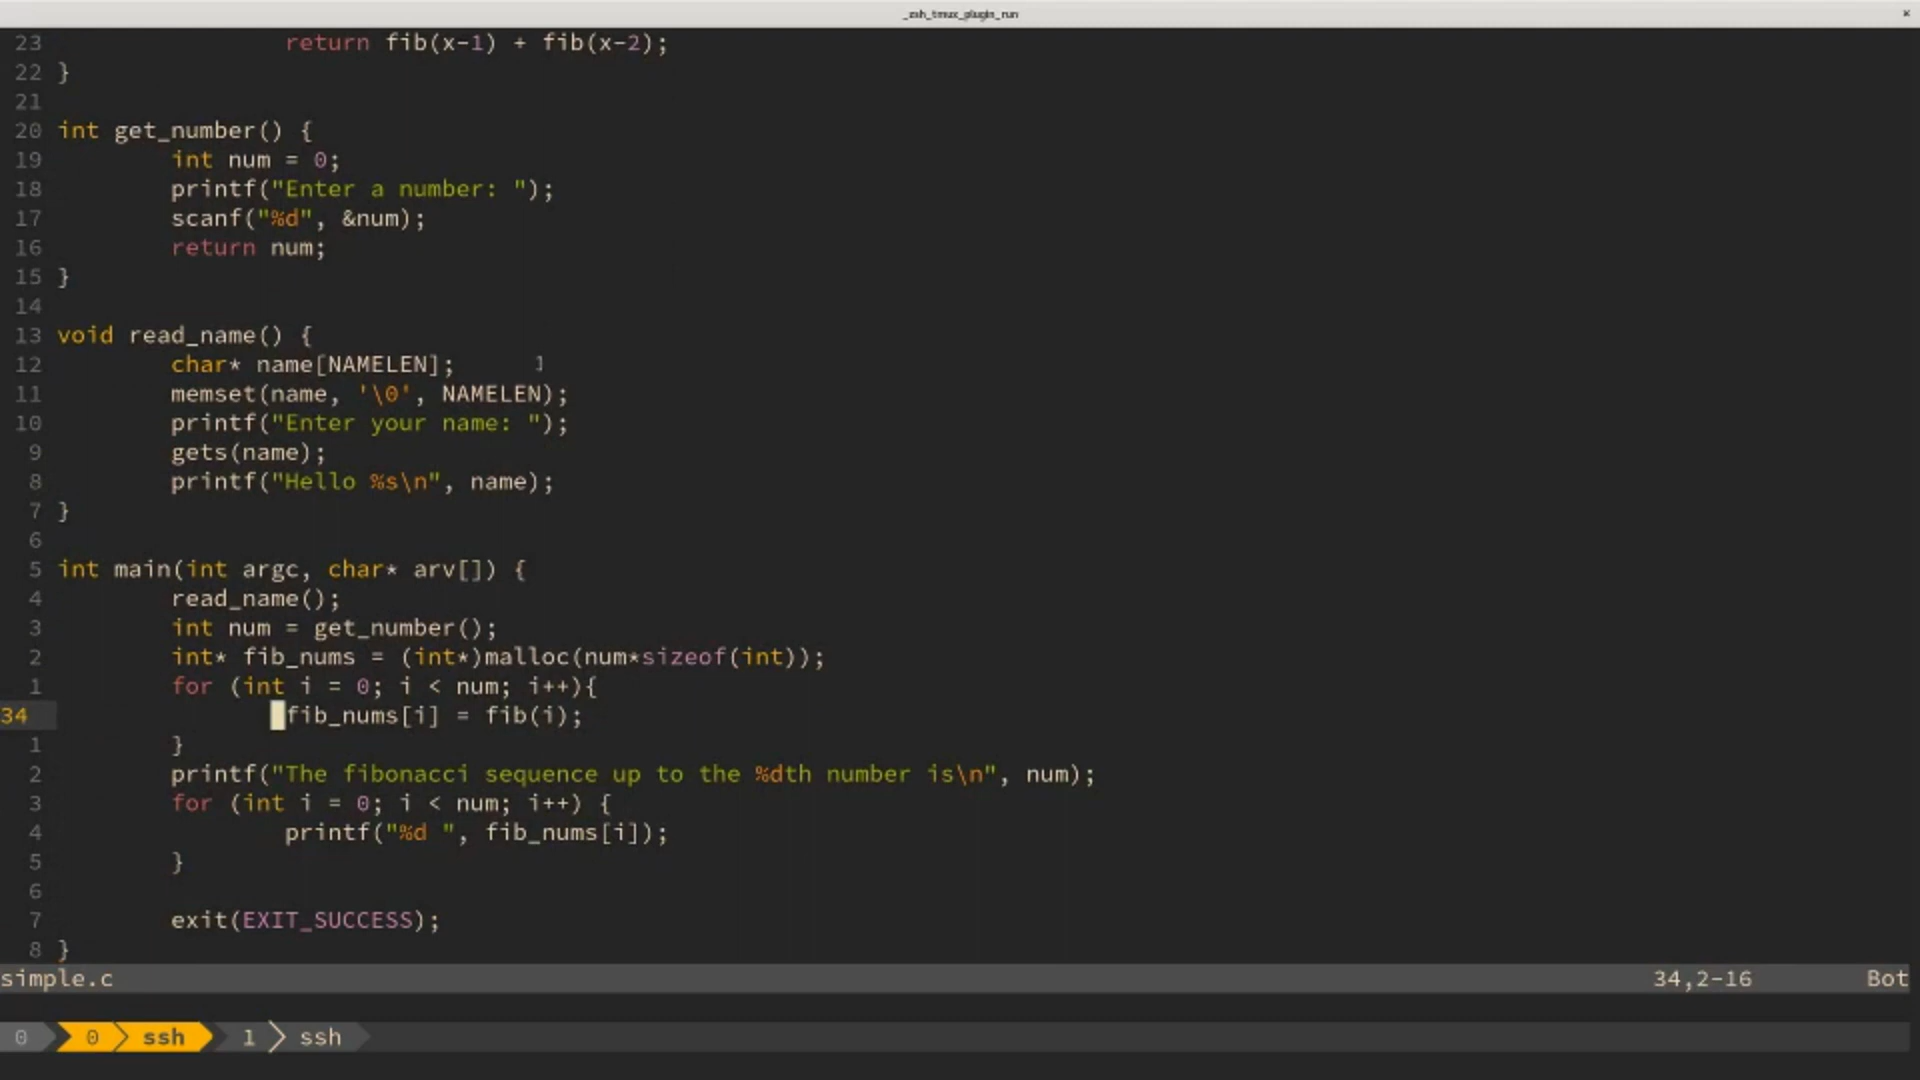 _zsh_tmux_plugin_run ×
23 return fib(x-1) + fib(x-2);
22 }
21
20 int get_number() {
19 int num = 0;
18 printf("Enter a number: ");
17 scanf("%d", &num);
16 return num;
15 }
14
13 void read_name() {
12 char* name[NAMELEN];
11 memset(name, '\0', NAMELEN);
10 printf("Enter your name: ");
9 gets(name);
8 printf("Hello %s\n", name);
7 }
6
5 int main(int argc, char* arv[]) {
4 read_name();
3 int num = get_number();
2 int* fib_nums = (int*)malloc(num*sizeof(int));
1 for (int i = 0; i < num; i++){
34 fib_nums[i] = fib(i);
1 }
2 printf("The fibonacci sequence up to the %dth number is\n", num);
3 for (int i = 0; i < num; i++) {
4 printf("%d ", fib_nums[i]);
5 }
6
7 exit(EXIT_SUCCESS);
8 }
simple.c 34,2-16 Bot
0 0 ssh 1 ssh